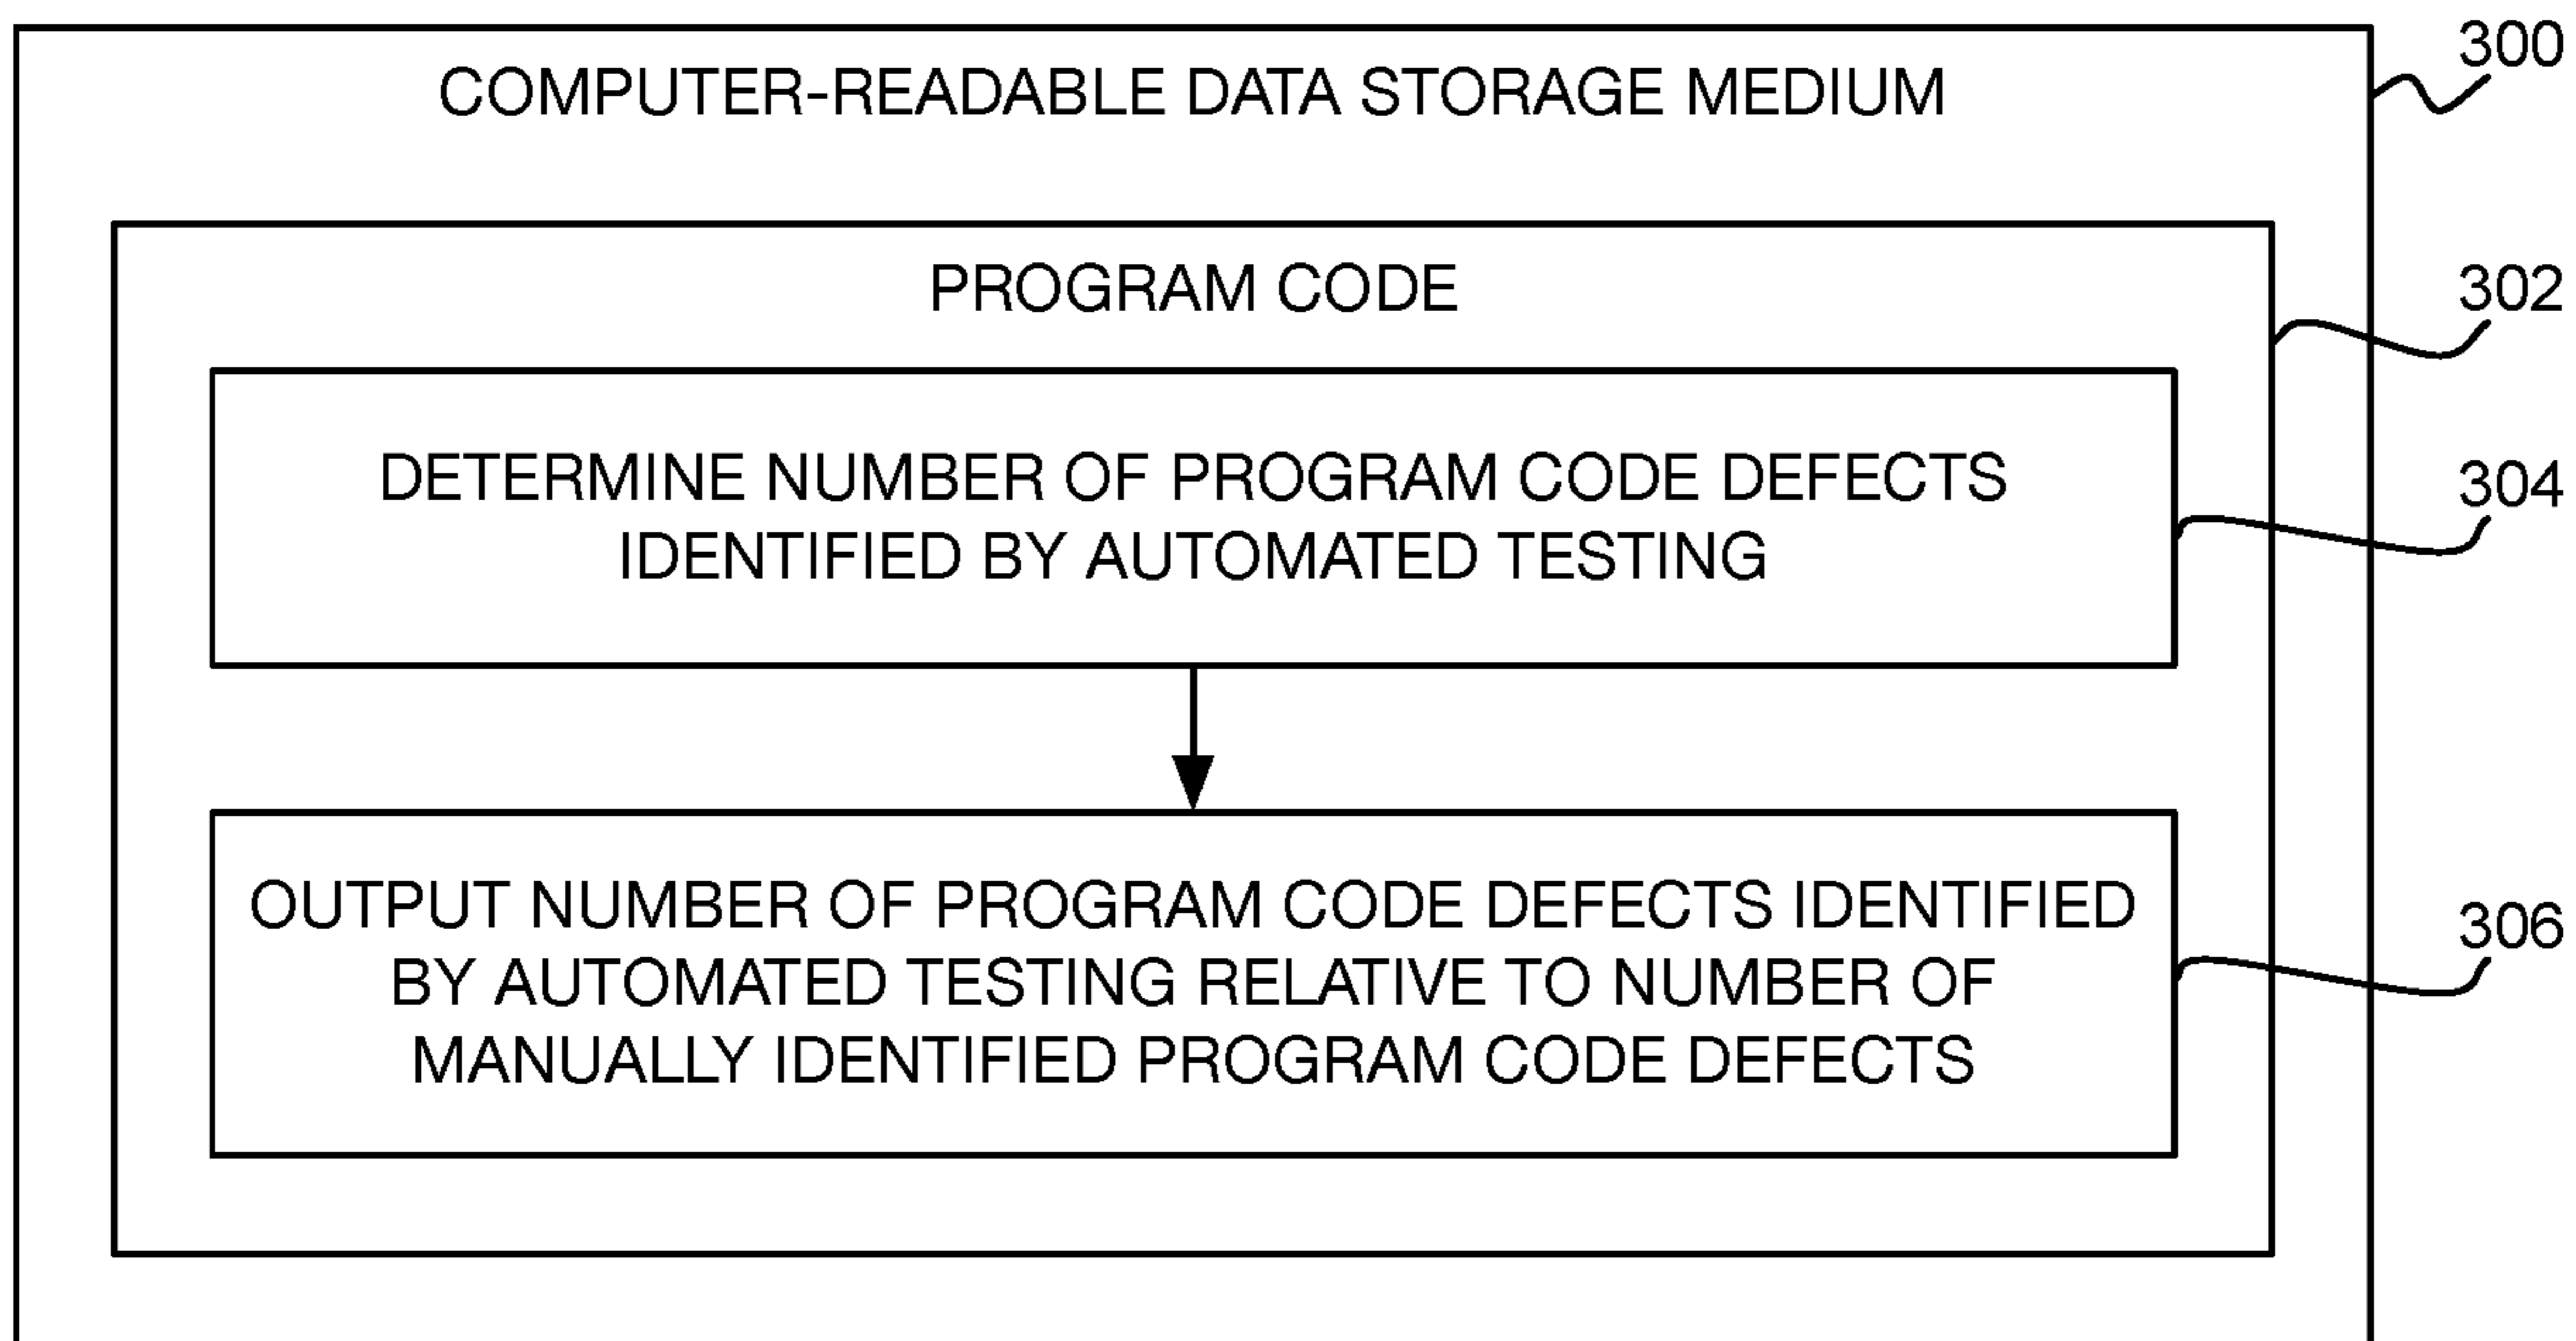 300
COMPUTER-READABLE DATA STORAGE MEDIUM
302
PROGRAM CODE
304
DETERMINE NUMBER OF PROGRAM CODE DEFECTS
IDENTIFIED BY AUTOMATED TESTING
306
OUTPUT NUMBER OF PROGRAM CODE DEFECTS IDENTIFIED
BY AUTOMATED TESTING RELATIVE TO NUMBER OF
MANUALLY IDENTIFIED PROGRAM CODE DEFECTS